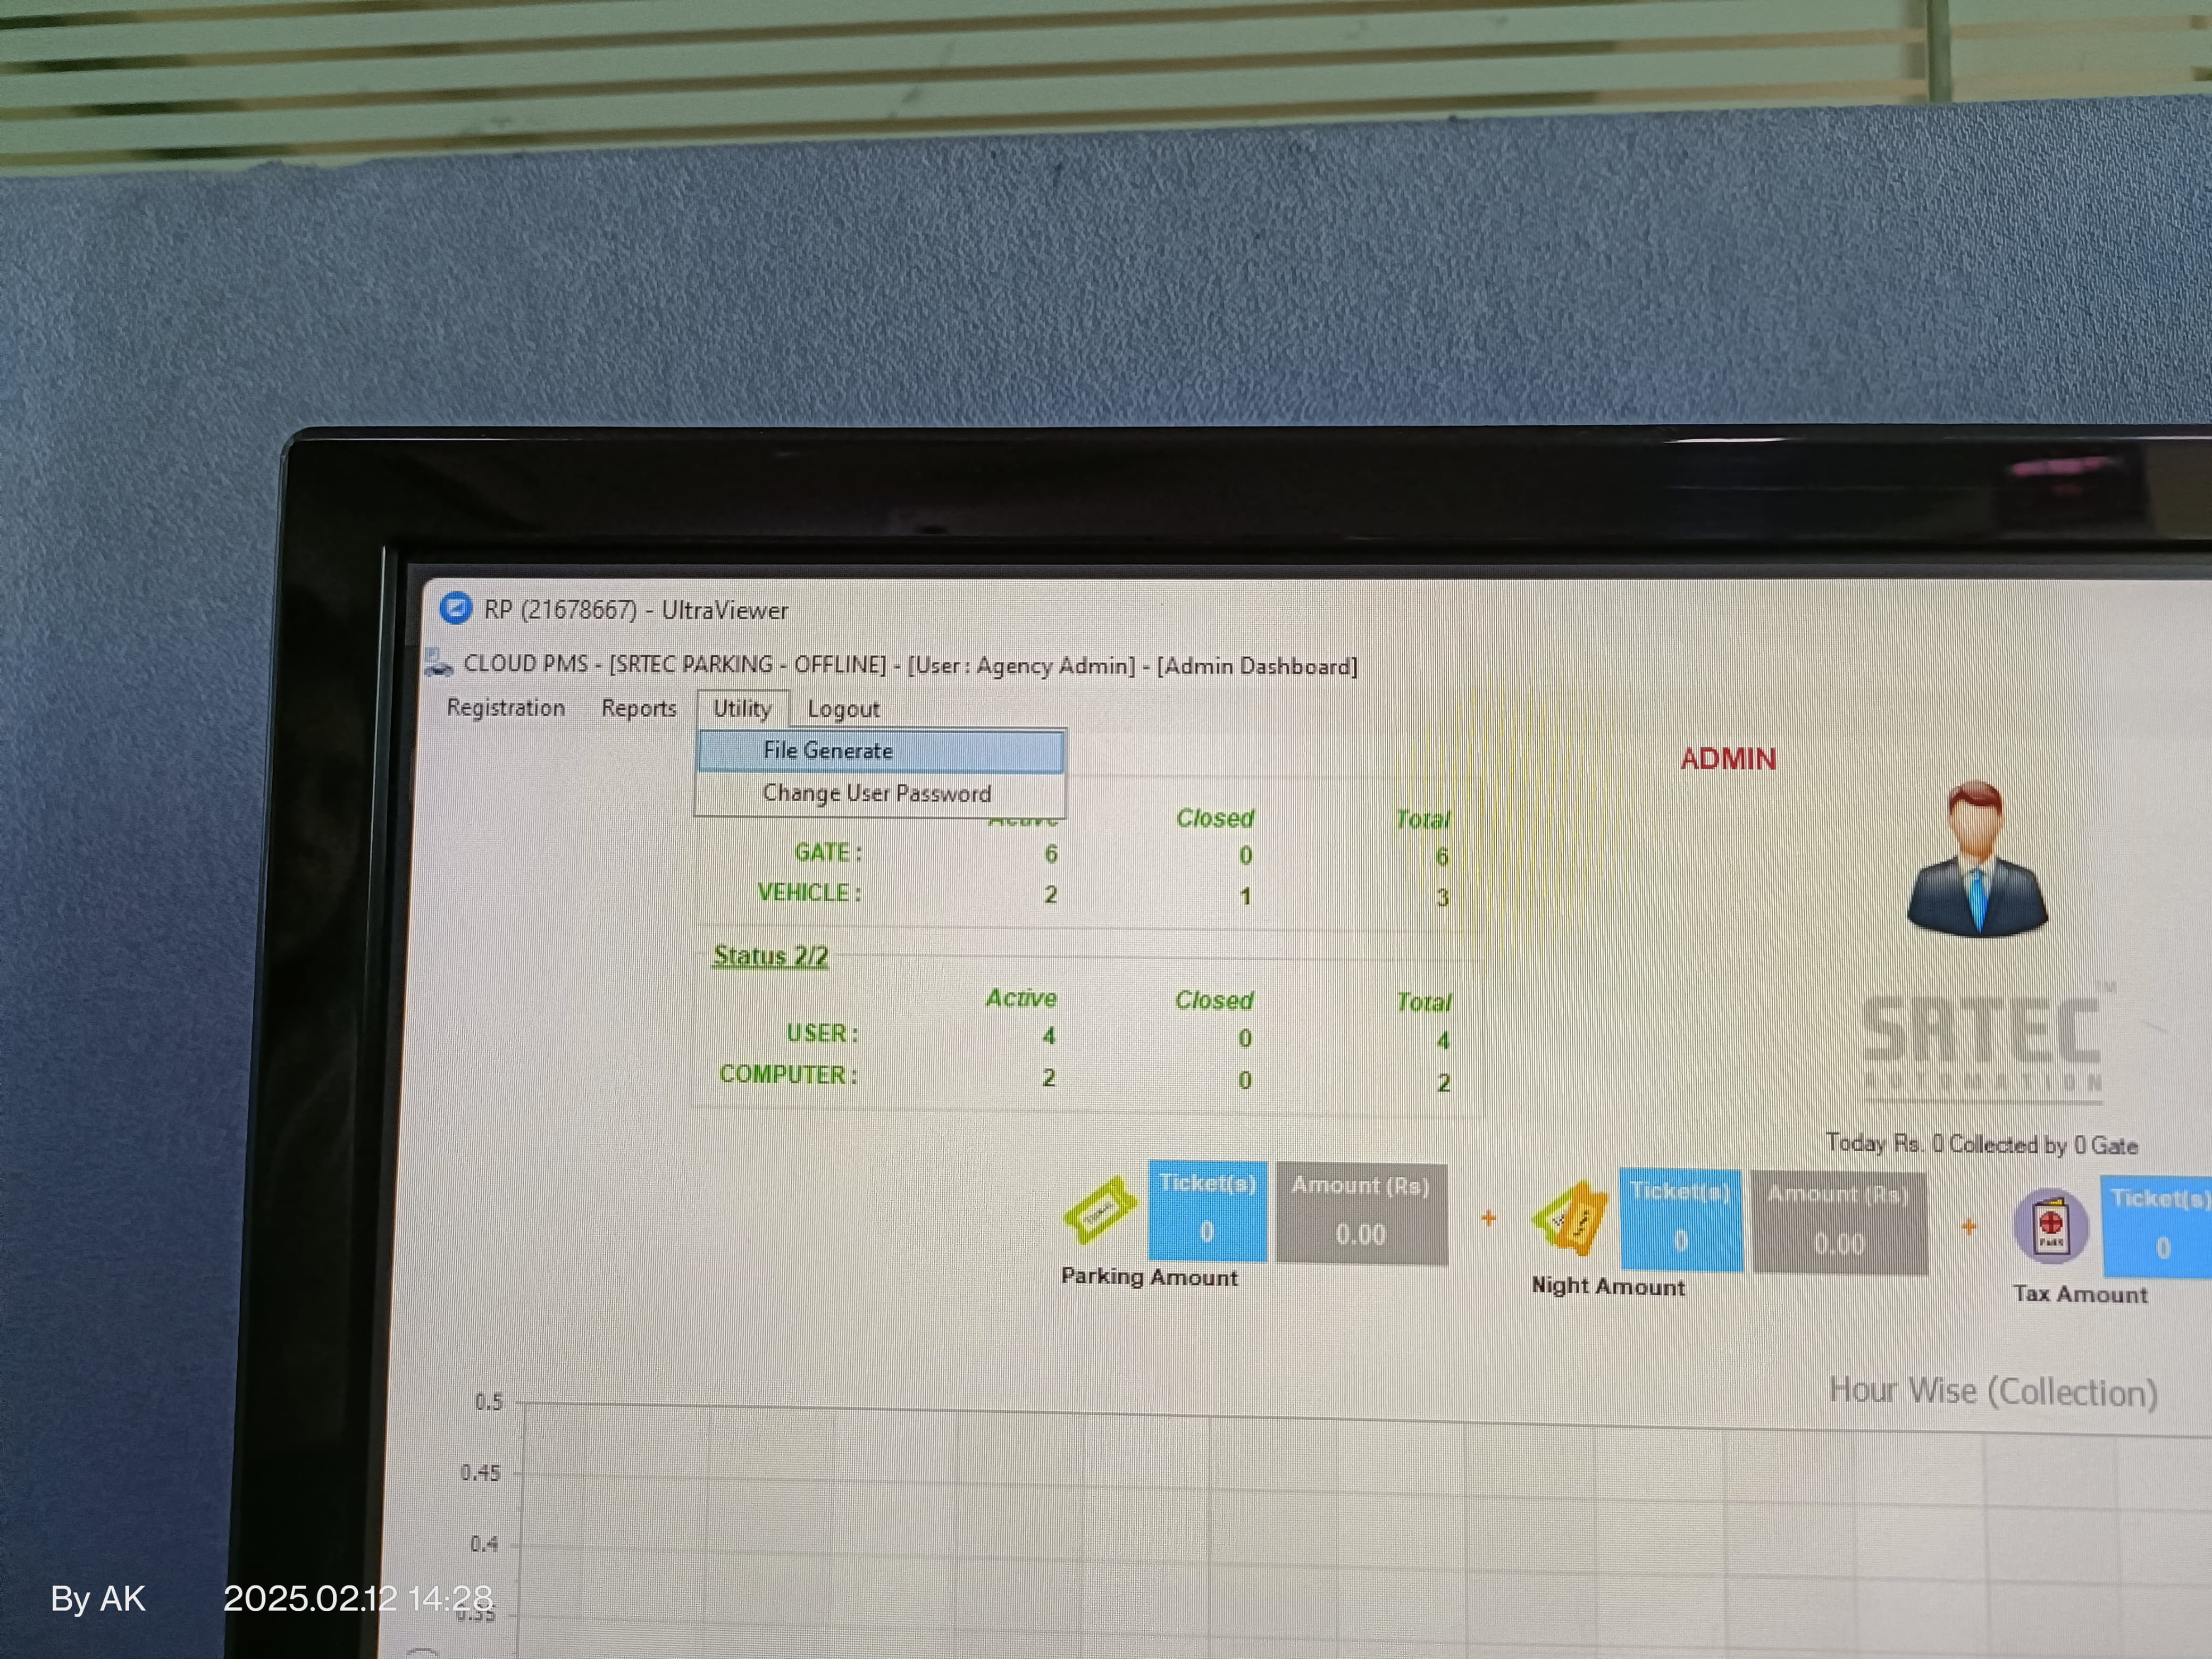 RP (21678667) - UltraViewer
CLOUD PMS - [SRTEC PARKING - OFFLINE] - [User : Agency Admin] - [Admin Dashboard]
Registration Reports Utility Logout
File Generate
Change User Password
ADMIN
Active Closed Total
GATE : 6 0 6
VEHICLE : 2 1 3
Status 2/2
Active Closed Total
USER : 4 0 4
COMPUTER : 2 0 2
SRTEC TM
AUTOMATION
Today Rs. 0 Collected by 0 Gate
Ticket(s) Amount (Rs) + Ticket(s) Amount (Rs) + Ticket(s)
0 0.00 0 0.00 0
Parking Amount Night Amount Tax Amount
Hour Wise (Collection)
0.5
0.45
0.4
0.35
By AK 2025.02.12 14:28